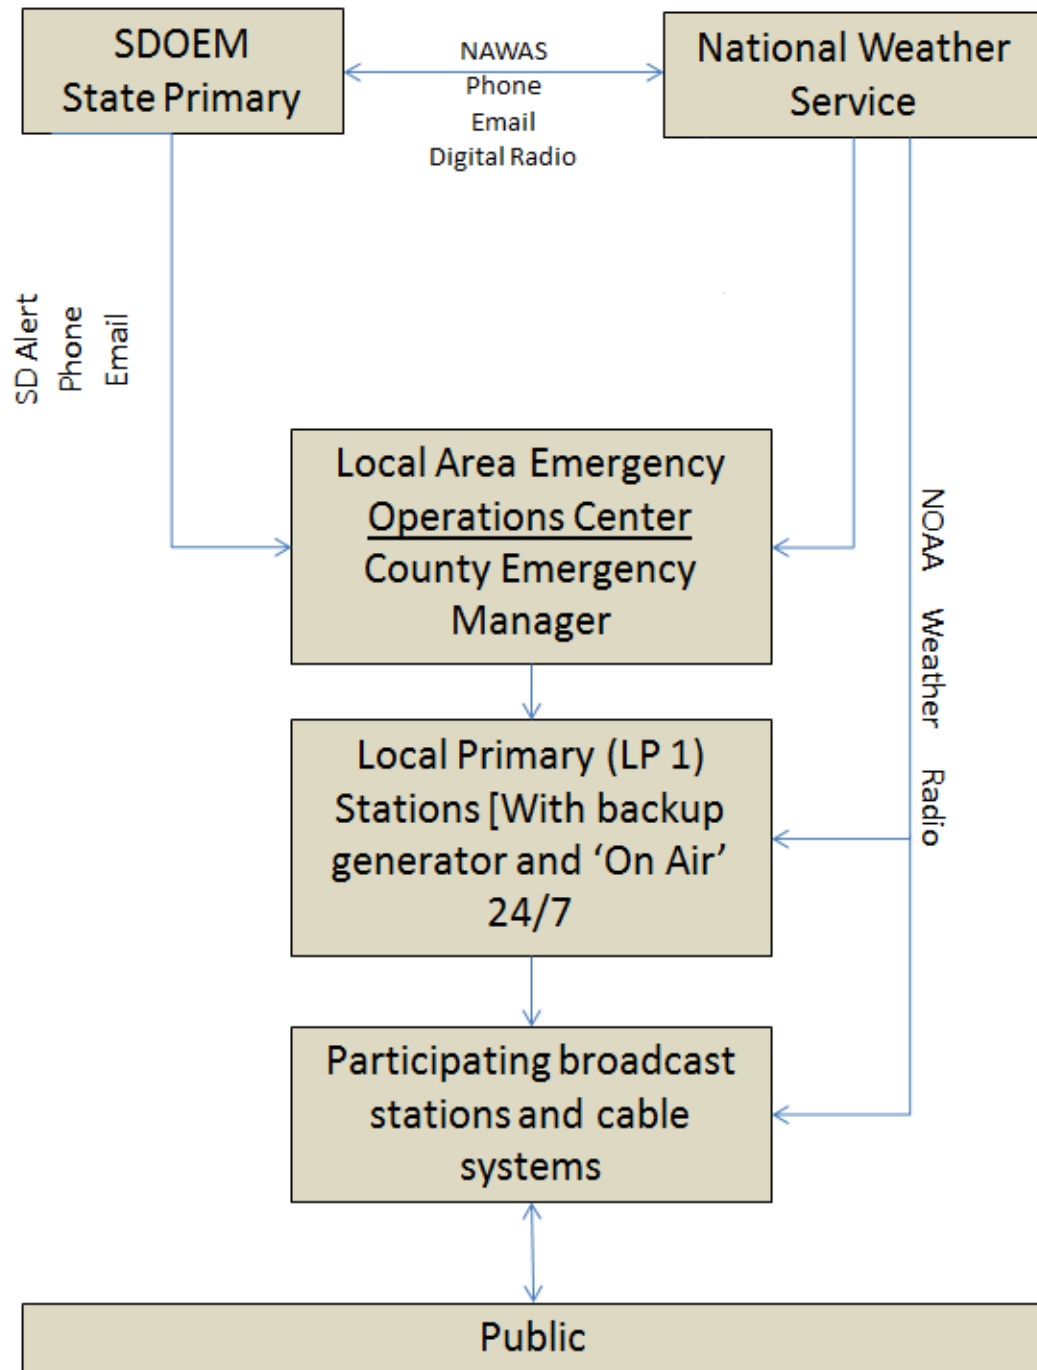 SDOEM
State Primary
NAWAS
Phone
Email
Digital Radio
National Weather
Service
SD Alert
Phone
Email
Local Area Emergency
Operations Center
County Emergency
Manager
NOAA Weather Radio
Local Primary (LP 1)
Stations [With backup
generator and ‘On Air’
24/7
Participating broadcast
stations and cable
systems
Public